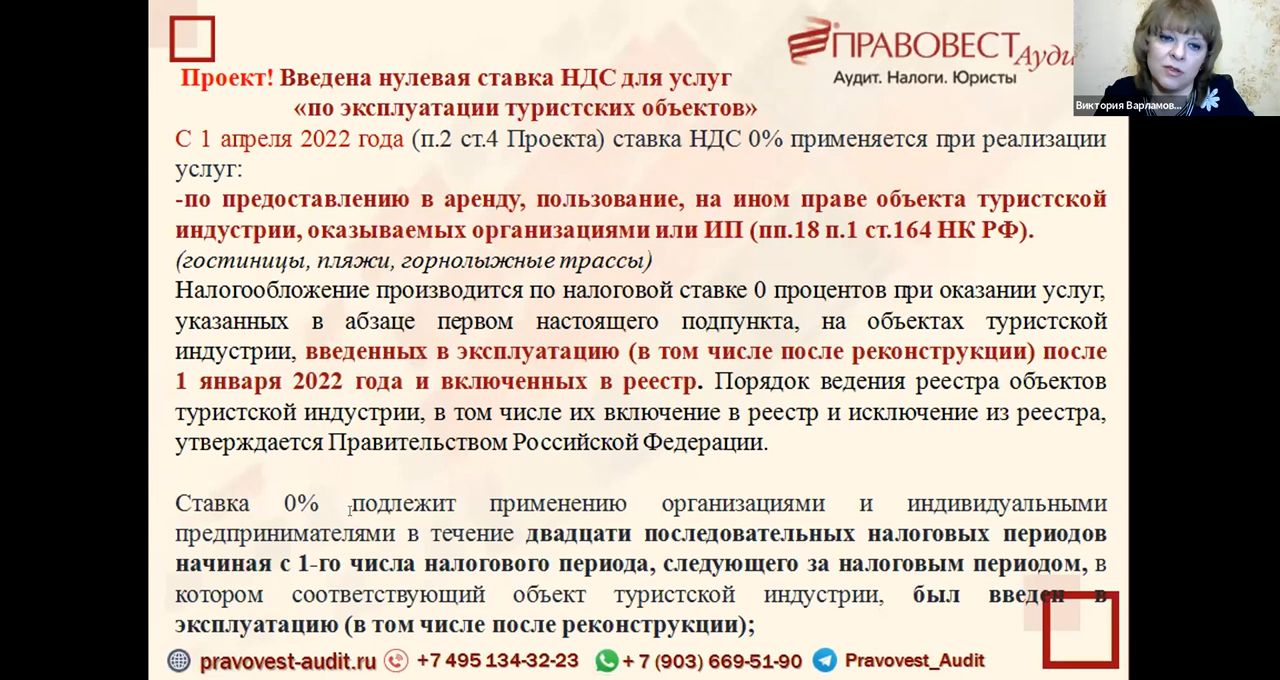 ПРАВОВЕСТ
Аудит. Налоги. Юристы
Виктория Варламов...
Проект! Введена нулевая ставка НДС для услуг
«по эксплуатации туристских объектов»
С 1 апреля 2022 года (п.2 ст.4 Проекта) ставка НДС 0% применяется при реализации
услуг:
-по предоставлению в аренду, пользование, на ином праве объекта туристской
индустрии, оказываемых организациями или ИП (пп.18 п.1 ст.164 НК РФ).
(гостиницы, пляжи, горнолыжные трассы)
Налогообложение производится по налоговой ставке 0 процентов при оказании услуг,
указанных в абзаце первом настоящего подпункта, на объектах туристской
индустрии, введенных в эксплуатацию (в том числе после реконструкции) после
1 января 2022 года и включенных в реестр. Порядок ведения реестра объектов
туристской индустрии, в том числе их включение в реестр и исключение из реестра,
утверждается Правительством Российской Федерации.
Ставка 0% подлежит применению организациями и индивидуальными
предпринимателями в течение двадцати последовательных налоговых периодов
начиная с 1-го числа налогового периода, следующего за налоговым периодом, в
котором соответствующий объект туристской индустрии, был введен в
эксплуатацию (в том числе после реконструкции);
pravovest-audit.ru +7 495 134-32-23 + 7 (903) 669-51-90 Pravovest_Audit